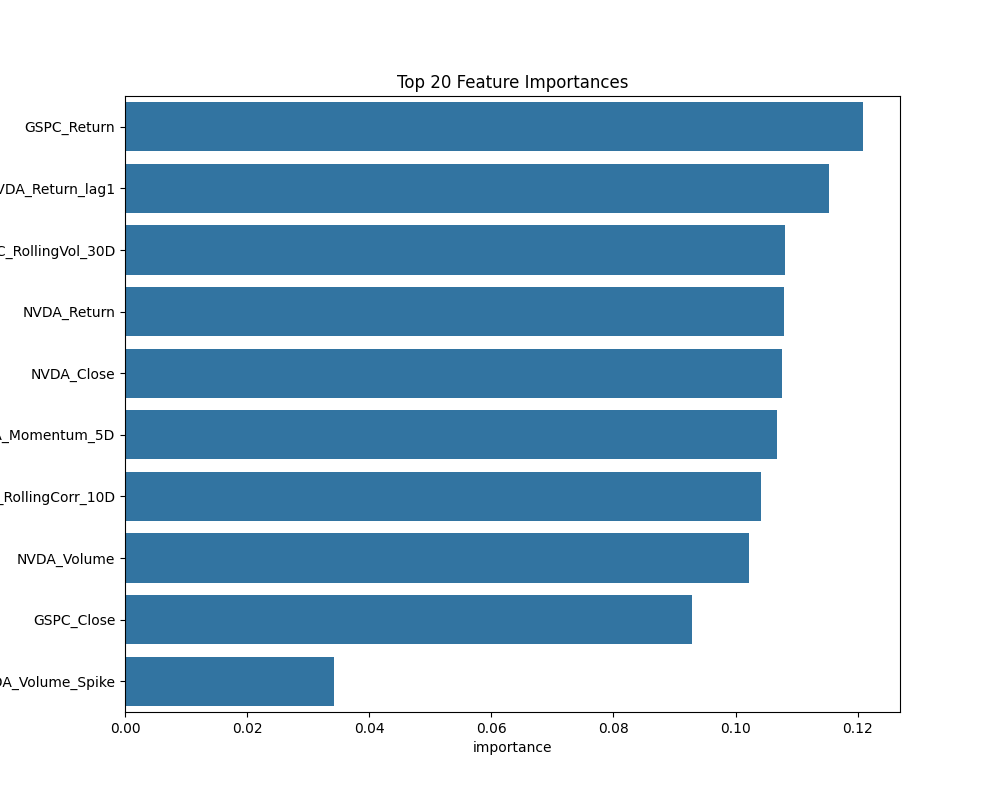 Top 20 Feature Importances
GSPC_Return
VDA_Return_lag1
C_RollingVol_30D
NVDA_Return
NVDA_Close
_Momentum_5D
_RollingCorr_10D
NVDA_Volume
GSPC_Close
DA_Volume_Spike
0.00 0.02 0.04 0.06 0.08 0.10 0.12
importance